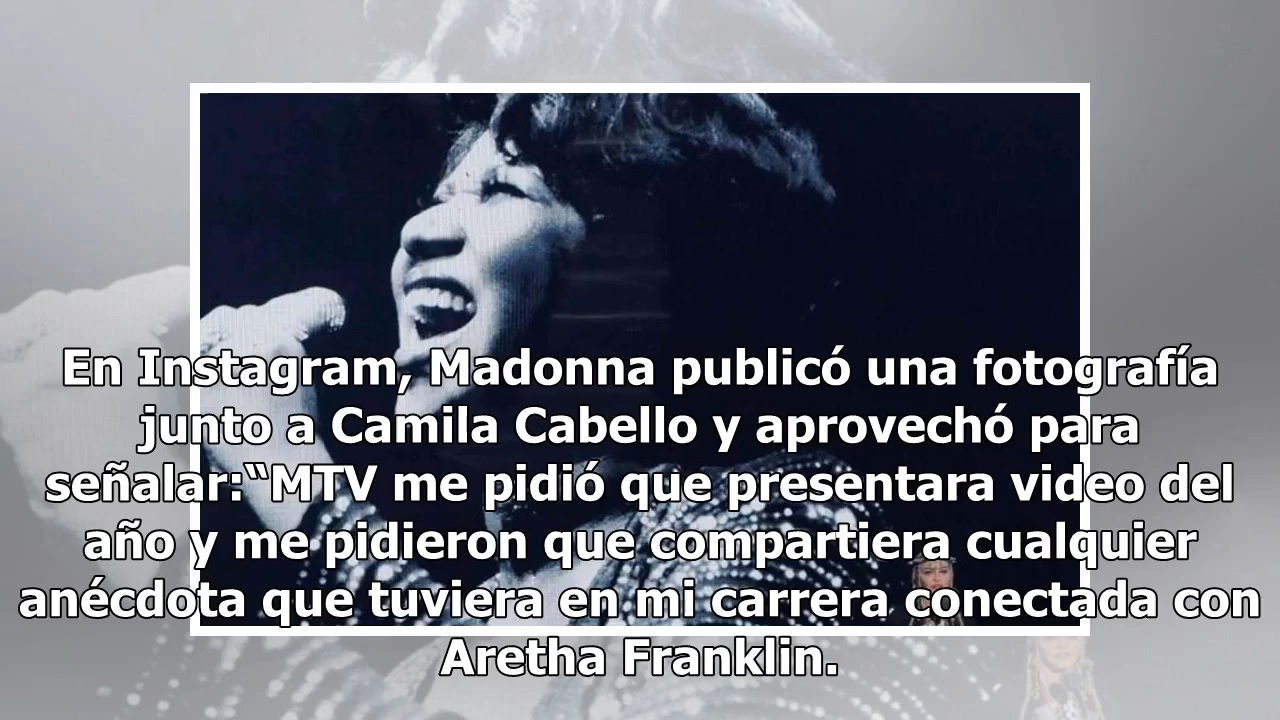 En Instagram, Madonna publicó una fotografía
junto a Camila Cabello y aprovechó para
señalar:“MTV me pidió que presentara video del
año y me pidieron que compartiera cualquier
anécdota que tuviera en mi carrera conectada con
Aretha Franklin.